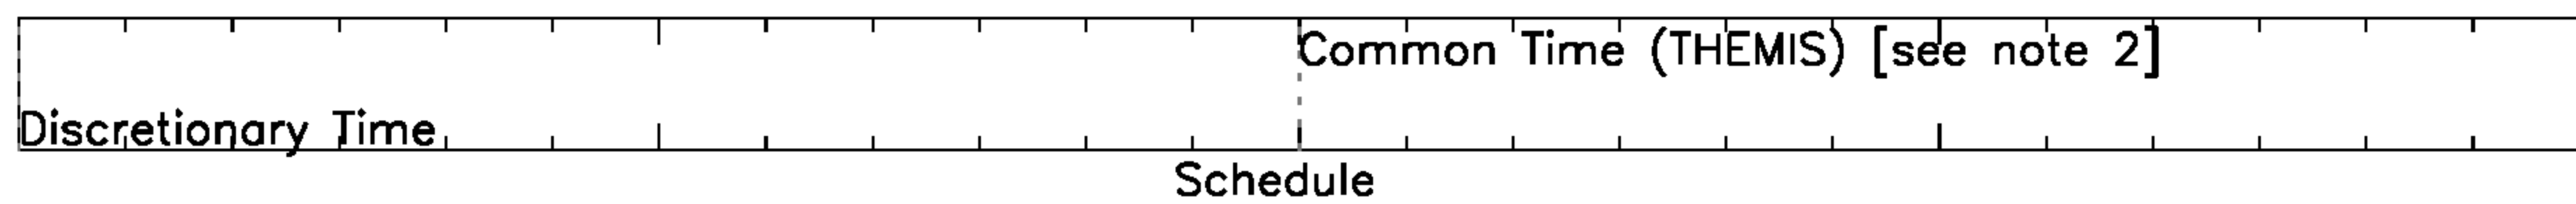 Common Time (THEMIS) [see note 2]
Discretionary Time
Schedule